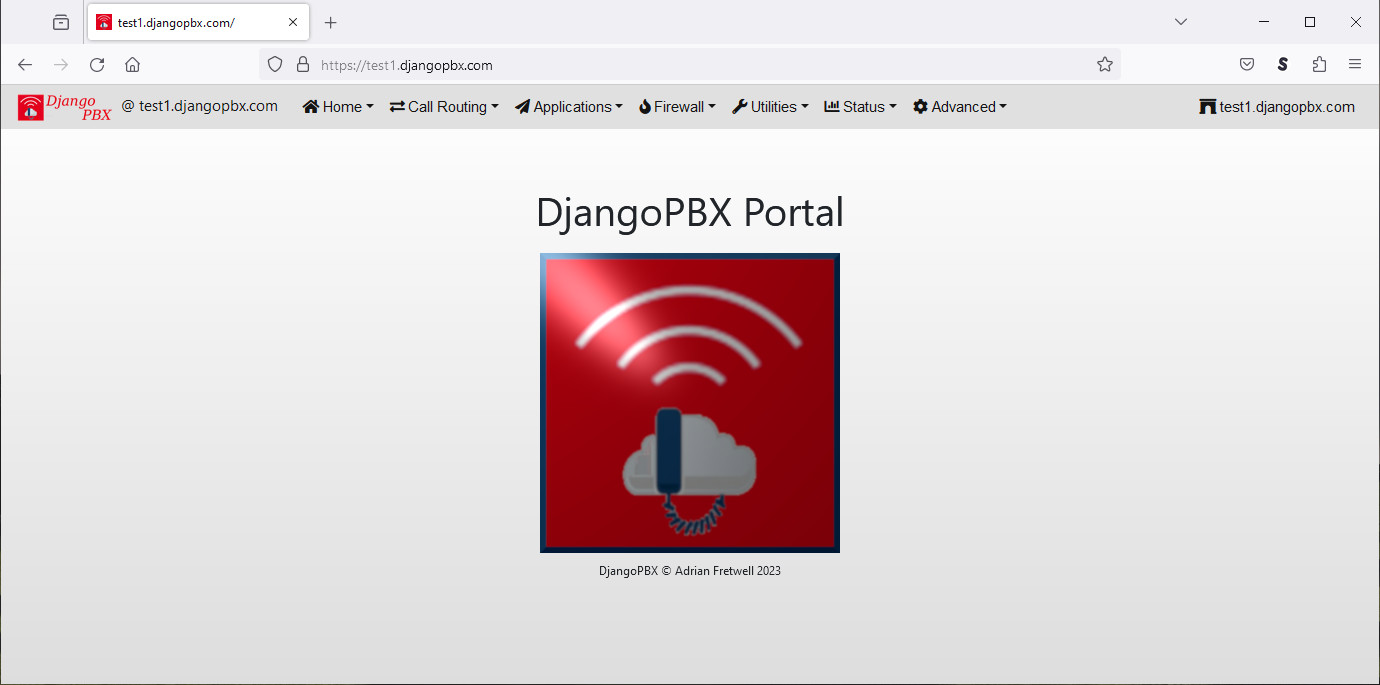 test1.djangopbx.com/
https://test1.djangopbx.com
Django PBX @ test1.djangopbx.com Home Call Routing Applications Firewall Utilities Status Advanced test1.djangopbx.com
DjangoPBX Portal
DjangoPBX © Adrian Fretwell 2023